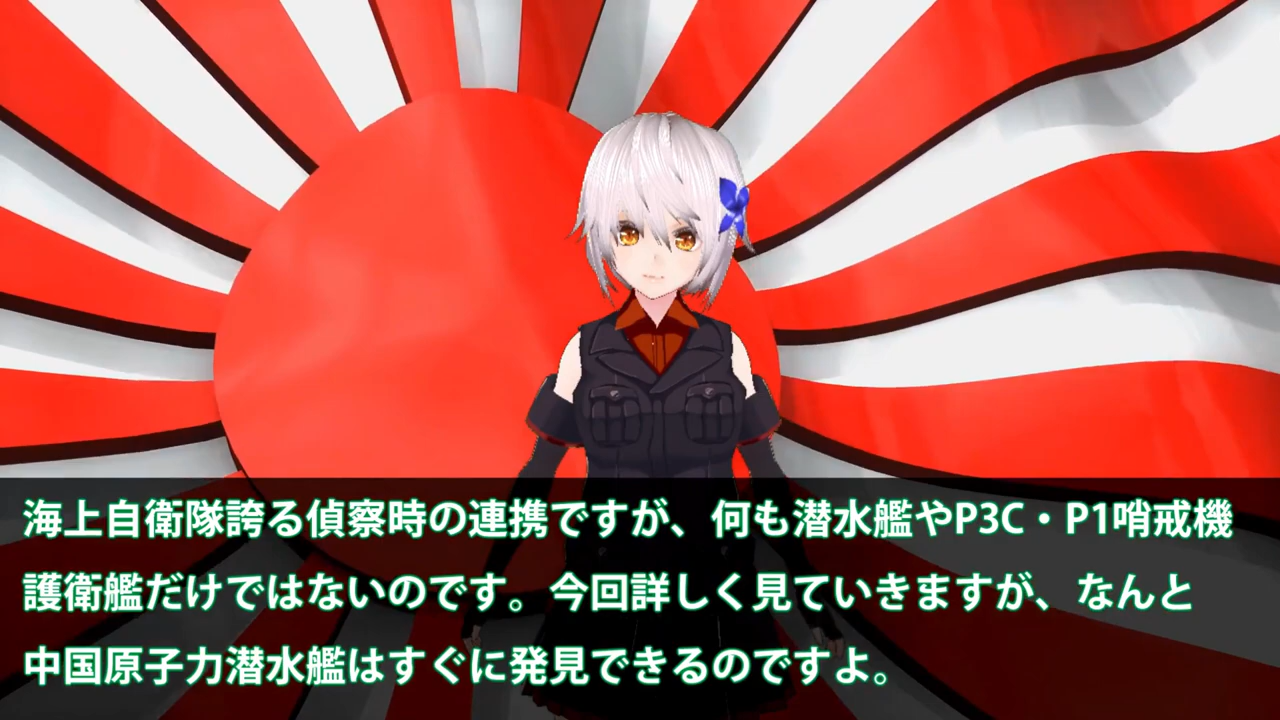 海上自衛隊誇る偵察時の連携ですが、何も潜水艦やP3C・P1哨戒機
護衛艦だけではないのです。今回詳しく見ていきますが、なんと
中国原子力潜水艦はすぐに発見できるのですよ。